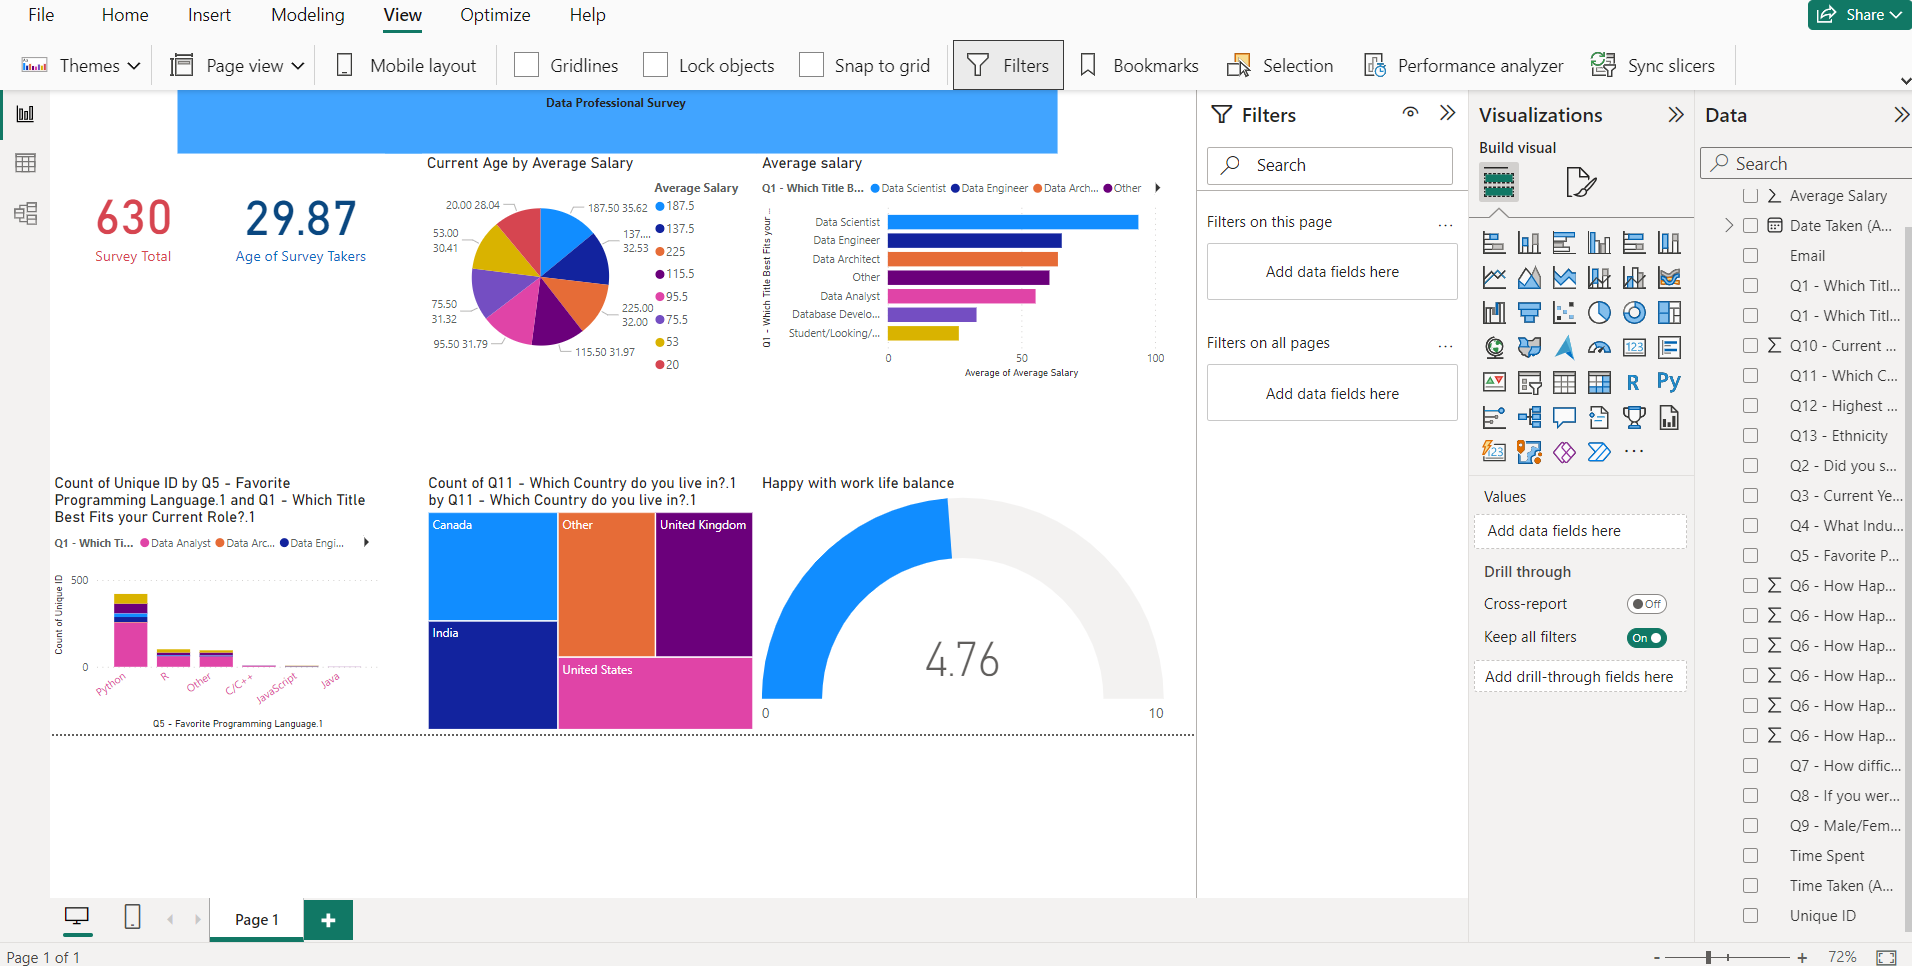 File Home Insert Modeling View Optimize Help Share
Themes Page view Mobile layout Gridlines Lock objects Snap to grid Filters Bookmarks Selection Performance analyzer Sync slicers
Data Professional Survey
630
Survey Total
29.87
Age of Survey Takers
Current Age by Average Salary
20.00 28.04
187.50 35.62
53.00
30.41
137....
32.53
75.50
31.32
225.00
32.00
95.50 31.79
115.50 31.97
Average Salary
187.5
137.5
225
115.5
95.5
75.5
53
20
Average salary
Q1 - Which Title B... Data Scientist Data Engineer Data Arch... Other
Q1 - Which Title Best Fits your ...
Data Scientist
Data Engineer
Data Architect
Other
Data Analyst
Database Develo...
Student/Looking/...
0 50 100
Average of Average Salary
Count of Unique ID by Q5 - Favorite
Programming Language.1 and Q1 - Which Title
Best Fits your Current Role?.1
Q1 - Which Ti... Data Analyst Data Arc... Data Engi...
Count of Unique ID
500
0
Python R Other C/C++ JavaScript Java
Q5 - Favorite Programming Language.1
Count of Q11 - Which Country do you live in?.1
by Q11 - Which Country do you live in?.1
Canada
Other
United Kingdom
India
United States
Happy with work life balance
4.76
0 10
Filters
Search
Filters on this page ...
Add data fields here
Filters on all pages ...
Add data fields here
Visualizations
Build visual
123
R Py
123
...
Values
Add data fields here
Drill through
Cross-report Off
Keep all filters On
Add drill-through fields here
Data
Search
Σ Average Salary
Date Taken (A...
Email
Q1 - Which Titl...
Q1 - Which Titl...
Σ Q10 - Current ...
Q11 - Which C...
Q12 - Highest ...
Q13 - Ethnicity
Q2 - Did you s...
Q3 - Current Ye...
Q4 - What Indu...
Q5 - Favorite P...
Σ Q6 - How Hap...
Σ Q6 - How Hap...
Σ Q6 - How Hap...
Σ Q6 - How Hap...
Σ Q6 - How Hap...
Σ Q6 - How Hap...
Q7 - How diffic...
Q8 - If you wer...
Q9 - Male/Fem...
Time Spent
Time Taken (A...
Unique ID
Page 1 +
Page 1 of 1
- + 72%